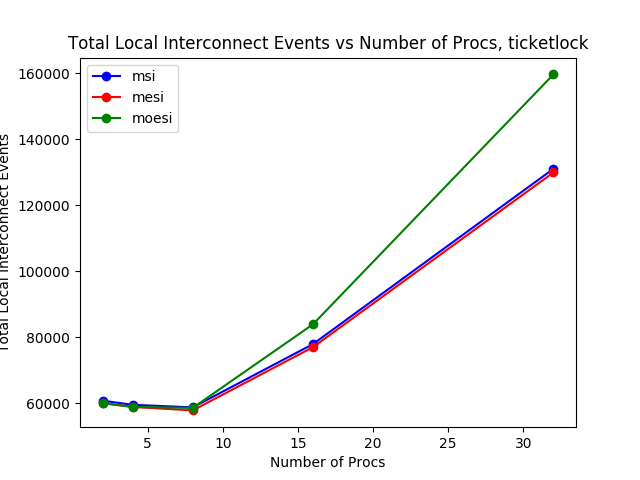 Total Local Interconnect Events vs Number of Procs, ticketlock
msi
mesi
moesi
160000
140000
120000
100000
80000
60000
Total Local Interconnect Events
5 10 15 20 25 30
Number of Procs